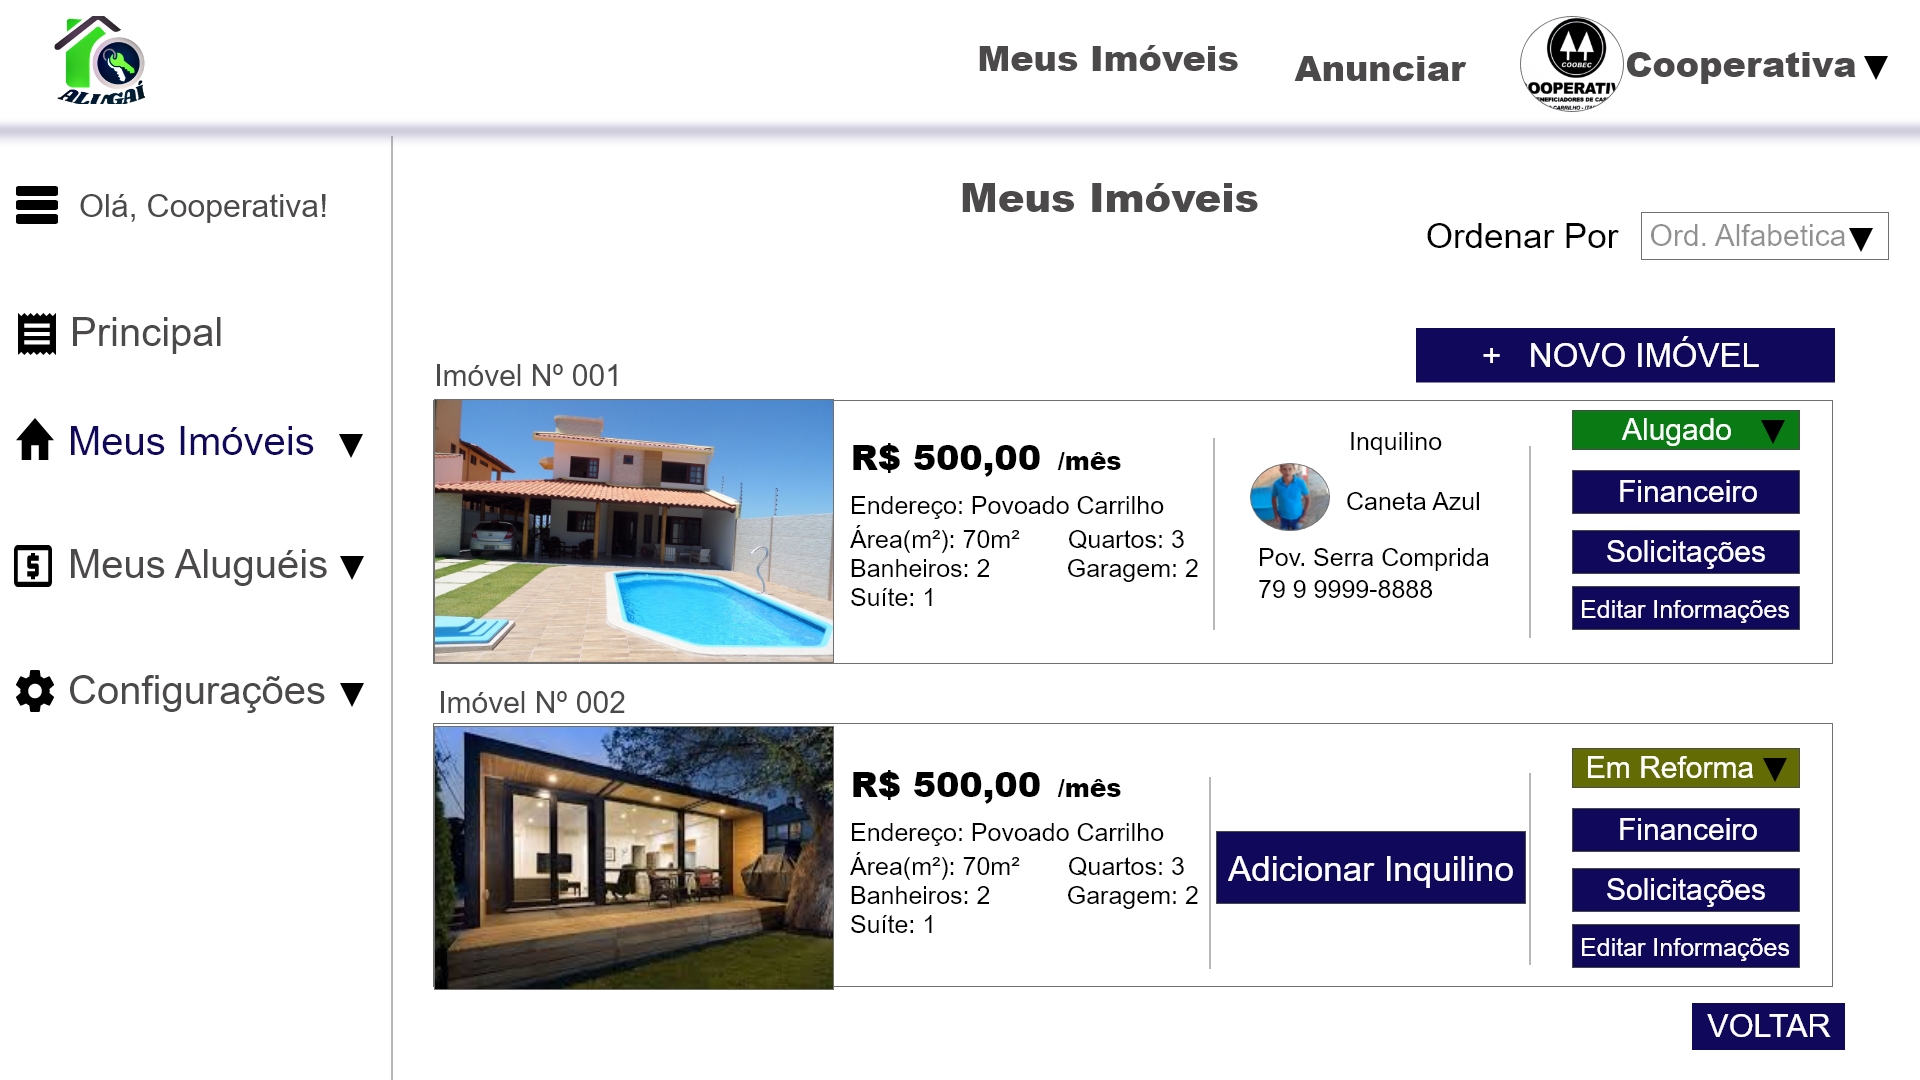 ALUGAÍ
Meus Imóveis
Anunciar
COOBEC
OOPERATIV
Cooperativa ▼
Olá, Cooperativa!
Principal
Meus Imóveis ▼
Meus Aluguéis ▼
Configurações ▼
Meus Imóveis
Ordenar Por
Ord. Alfabetica ▼
+ NOVO IMÓVEL
Imóvel Nº 001
R$ 500,00 /mês
Endereço: Povoado Carrilho
Área(m²): 70m² Quartos: 3
Banheiros: 2 Garagem: 2
Suíte: 1
Inquilino
Caneta Azul
Pov. Serra Comprida
79 9 9999-8888
Alugado ▼
Financeiro
Solicitações
Editar Informações
Imóvel Nº 002
R$ 500,00 /mês
Endereço: Povoado Carrilho
Área(m²): 70m² Quartos: 3
Banheiros: 2 Garagem: 2
Suíte: 1
Adicionar Inquilino
Em Reforma ▼
Financeiro
Solicitações
Editar Informações
VOLTAR